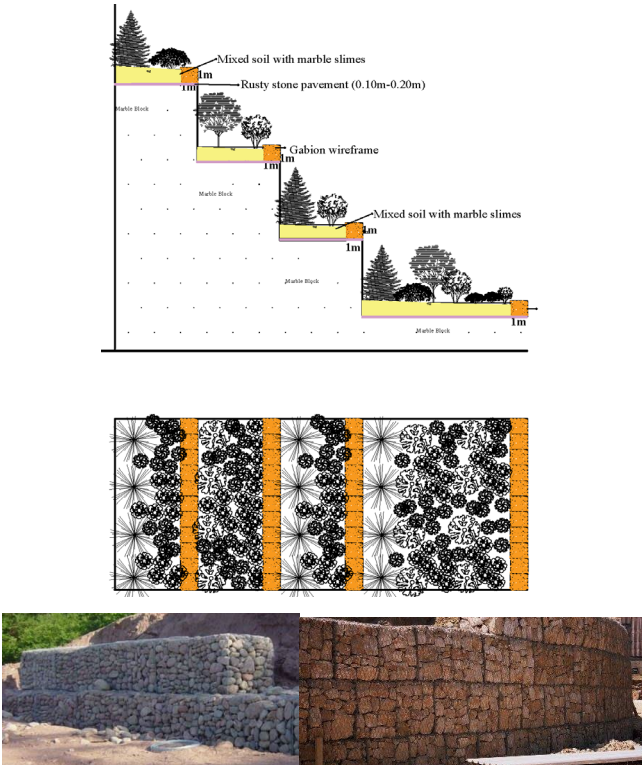 Mixed soil with marble slimes
1m
1m
Rusty stone pavement (0.10m-0.20m)
Marble Block
Gabion wireframe
1m
1m
Marble Block
Mixed soil with marble slimes
1m
1m
Marble Block
1m
Marble Block